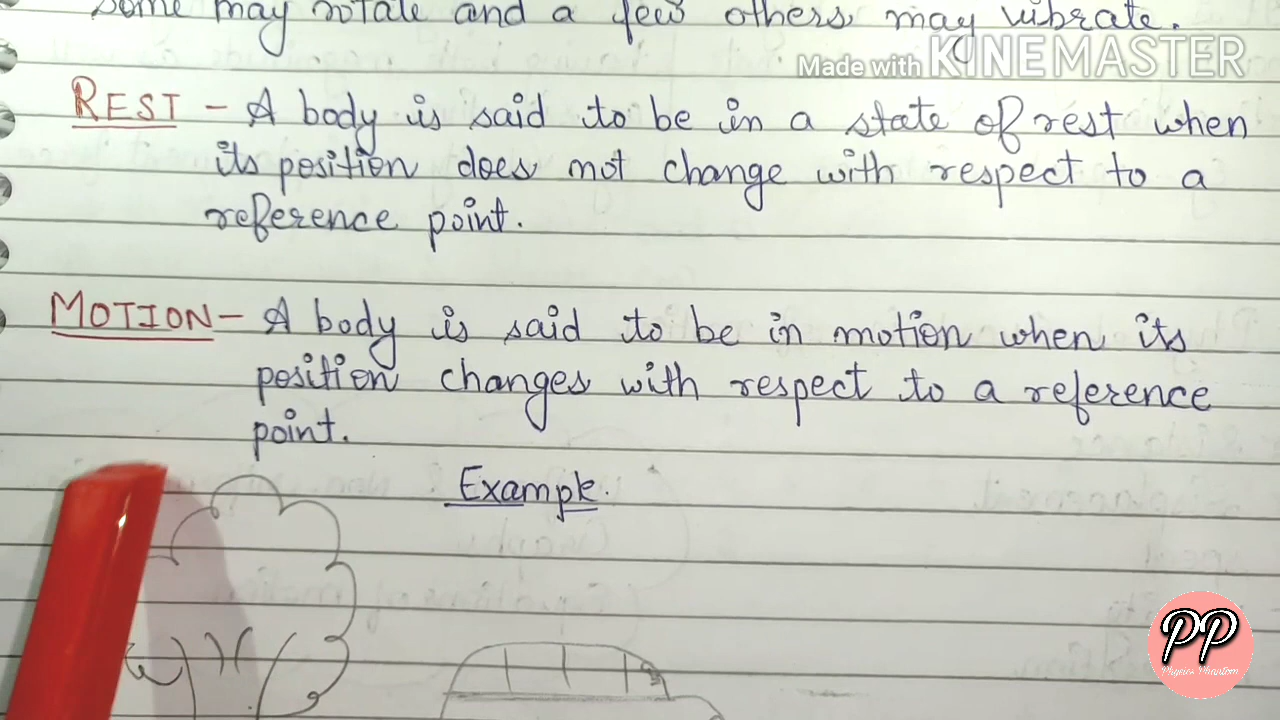 some may rotate and a few others may vibrate.
Made with KINEMASTER
REST - A body is said to be in a state of rest when
its position does not change with respect to a
reference point.
MOTION - A body is said to be in motion when its
position changes with respect to a reference
point.
Example.
PP
Physics Phantom